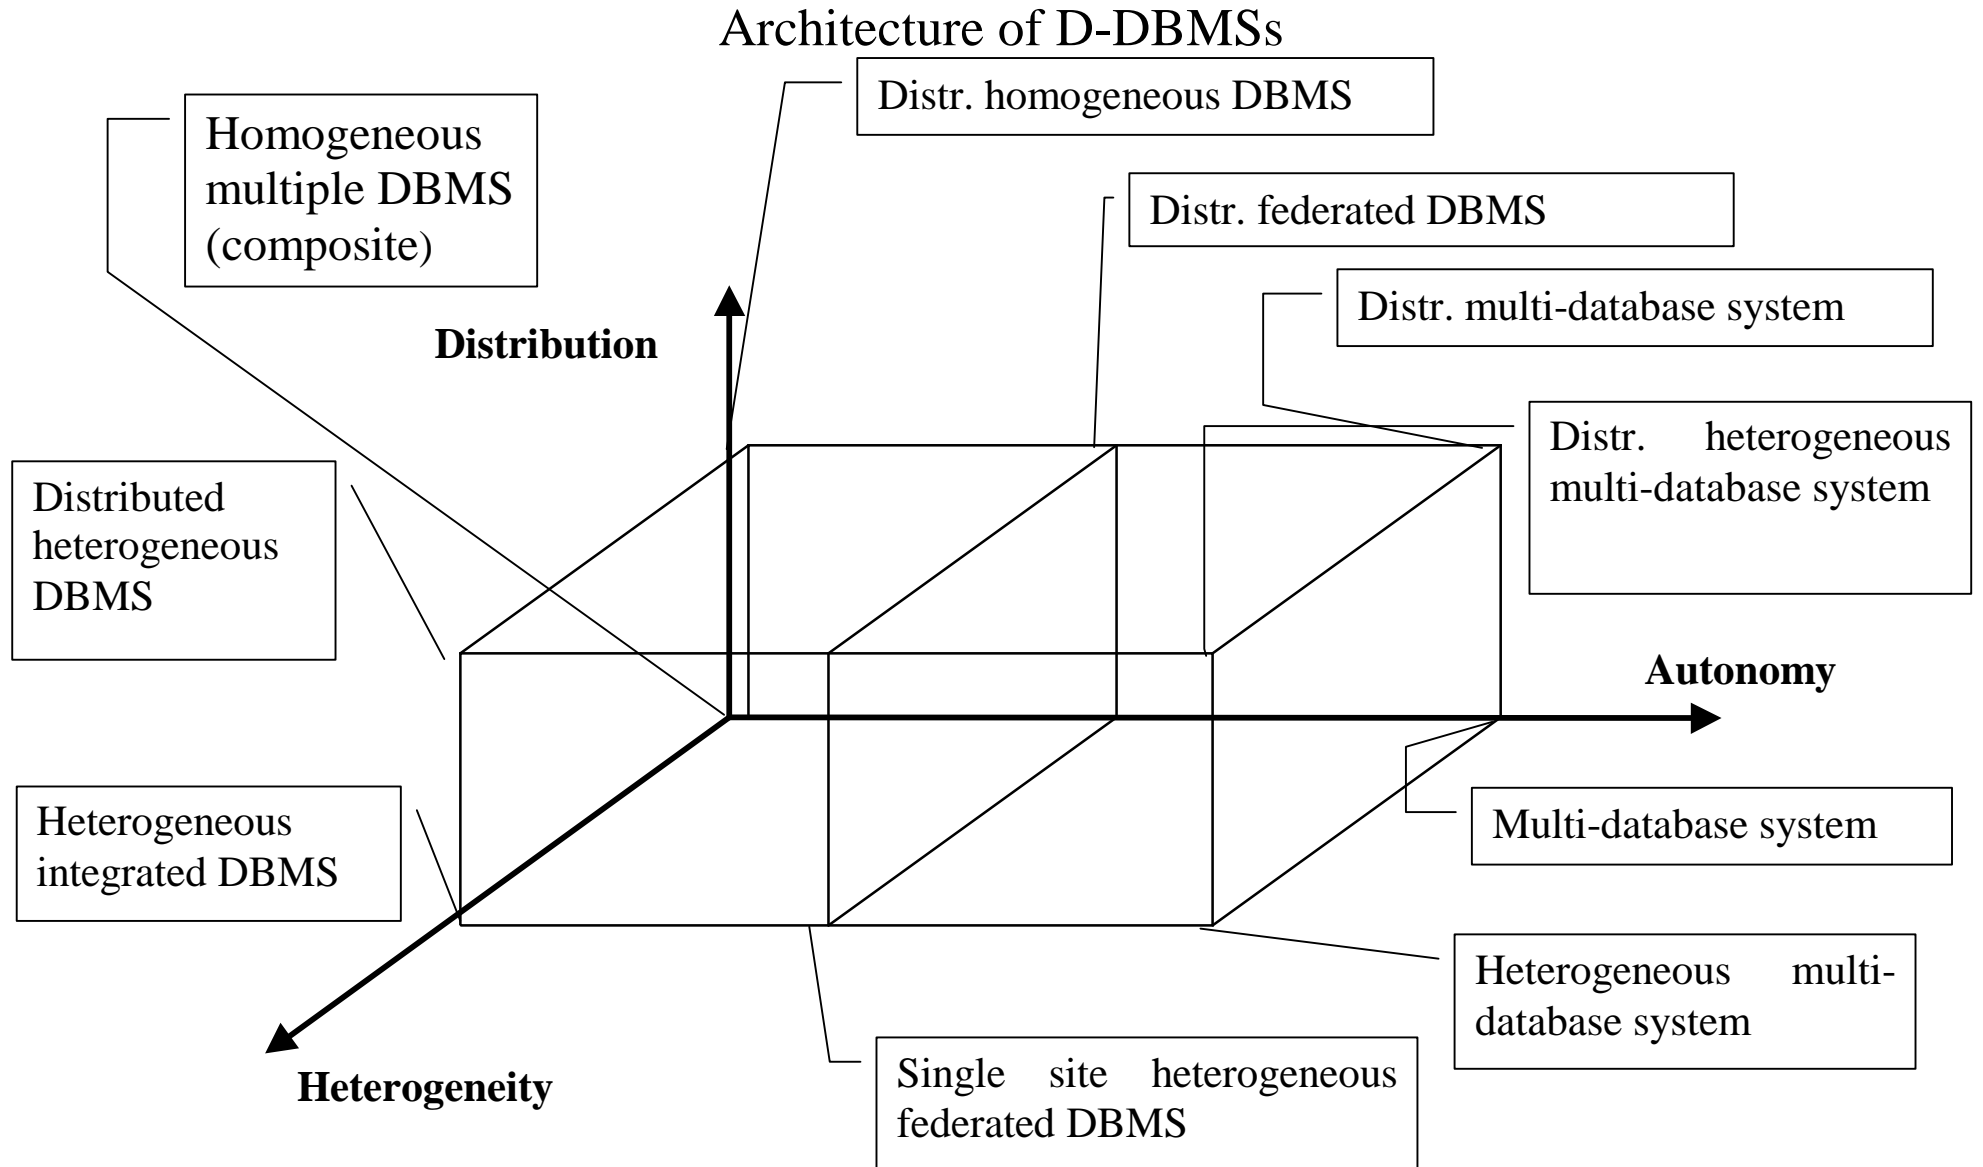 Architecture of D-DBMSs
Distr. homogeneous DBMS
Homogeneous
multiple DBMS
(composite)
Distr. federated DBMS
Distr. multi-database system
Distribution
Distr. heterogeneous
multi-database system
Distributed
heterogeneous
DBMS
Autonomy
Heterogeneous
integrated DBMS
Multi-database system
Heterogeneous multi-
database system
Single site heterogeneous
federated DBMS
Heterogeneity